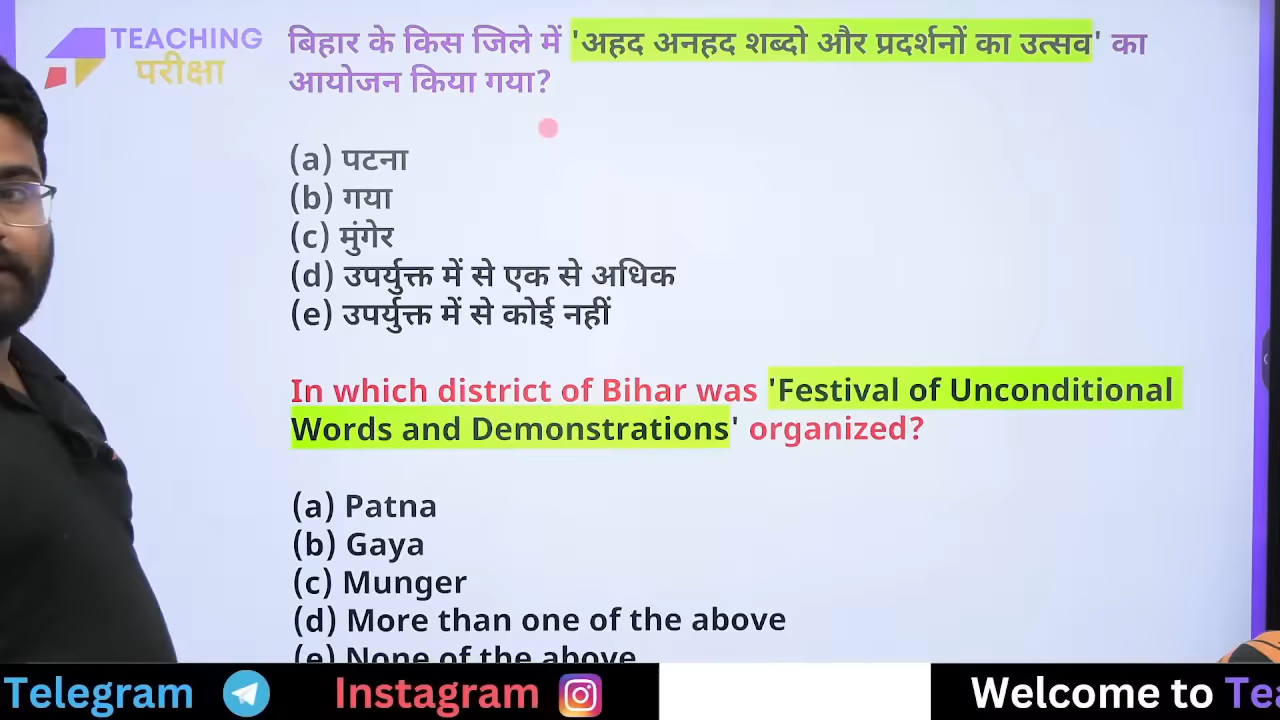 TEACHING
परीक्षा
बिहार के किस जिले में 'अहद अनहद शब्दो और प्रदर्शनों का उत्सव' का
आयोजन किया गया?
(a) पटना
(b) गया
(c) मुंगेर
(d) उपर्युक्त में से एक से अधिक
(e) उपर्युक्त में से कोई नहीं
In which district of Bihar was 'Festival of Unconditional
Words and Demonstrations' organized?
(a) Patna
(b) Gaya
(c) Munger
(d) More than one of the above
(e) None of the above
Telegram Instagram Welcome to Tea